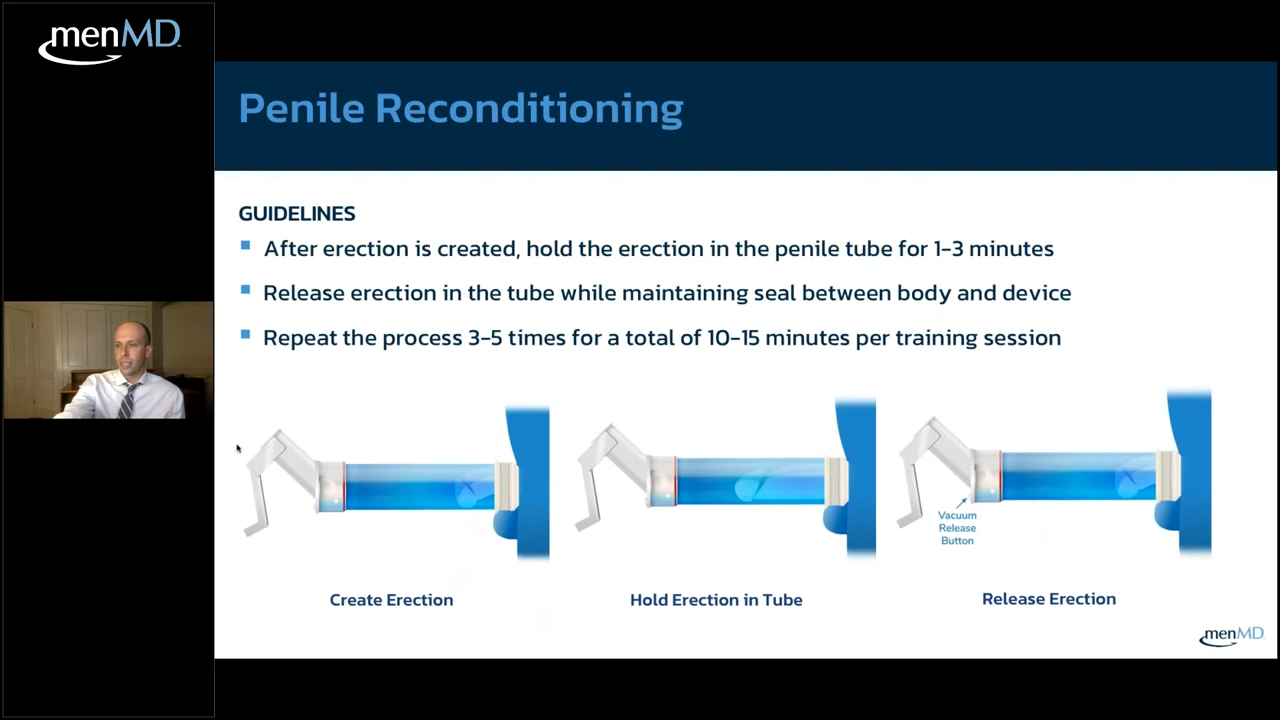 menMD
Penile Reconditioning
GUIDELINES
After erection is created, hold the erection in the penile tube for 1-3 minutes
Release erection in the tube while maintaining seal between body and device
Repeat the process 3-5 times for a total of 10-15 minutes per training session
Vacuum
Release
Button
Create Erection
Hold Erection in Tube
Release Erection
menMD